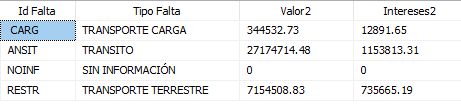 Id Falta Tipo Falta Valor2 Intereses2
CARG TRANSPORTE CARGA 344532.73 12891.65
ANSIT TRANSITO 27174714.48 1153813.31
NOINF SIN INFORMACIÓN 0 0
RESTR TRANSPORTE TERRESTRE 7154508.83 735665.19